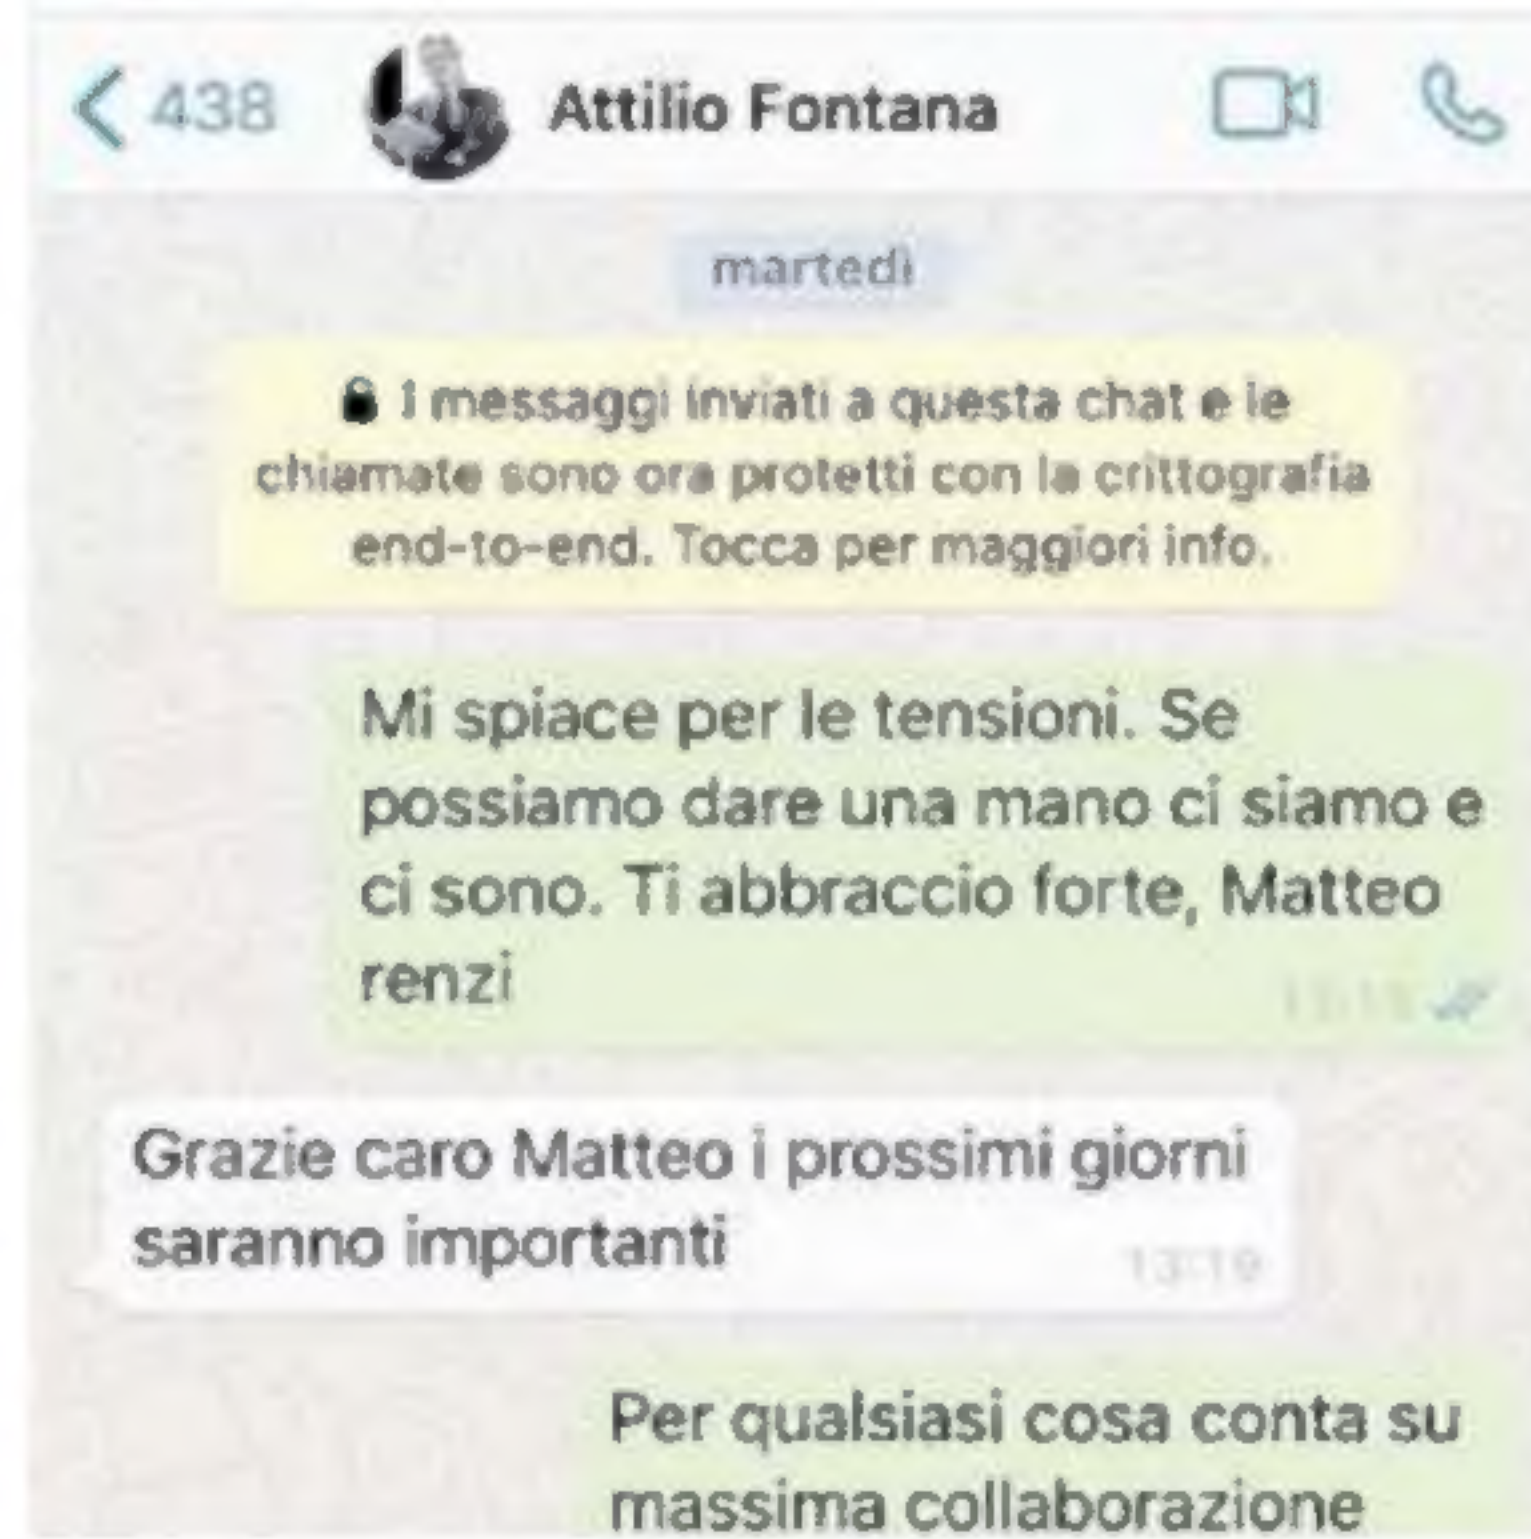 438 Attilio Fontana
martedì
I messaggi inviati a questa chat e le
chiamate sono ora protetti con la crittografia
end-to-end. Tocca per maggiori info.
Mi spiace per le tensioni. Se
possiamo dare una mano ci siamo e
ci sono. Ti abbraccio forte, Matteo
renzi
Grazie caro Matteo i prossimi giorni
saranno importanti
13:19
Per qualsiasi cosa conta su
massima collaborazione